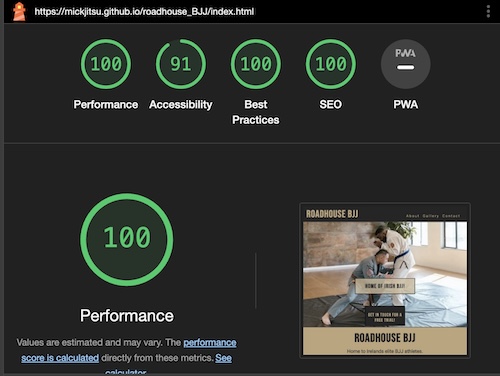 https://mickjitsu.github.io/roadhouse_BJJ/index.html
100
91
100
100
PWA
Performance
Accessibility
Best
Practices
SEO
PWA
100
Performance
Values are estimated and may vary. The performance
score is calculated directly from these metrics. See
calculator.
ROADHOUSE BJJ
About Gallery Contact
HOME OF IRISH BJJ!
GET IN TOUCH FOR A
FREE TRIAL!
ROADHOUSE BJJ
Home to Irelands elite BJJ athletes.